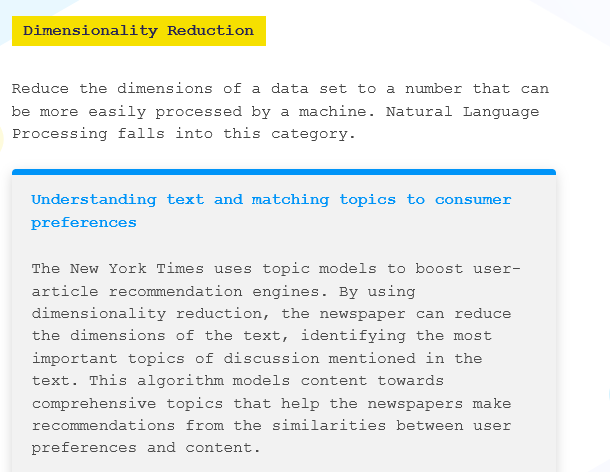 Dimensionality Reduction
Reduce the dimensions of a data set to a number that can
be more easily processed by a machine. Natural Language
Processing falls into this category.
Understanding text and matching topics to consumer
preferences
The New York Times uses topic models to boost user-
article recommendation engines. By using
dimensionality reduction, the newspaper can reduce
the dimensions of the text, identifying the most
important topics of discussion mentioned in the
text. This algorithm models content towards
comprehensive topics that help the newspapers make
recommendations from the similarities between user
preferences and content.